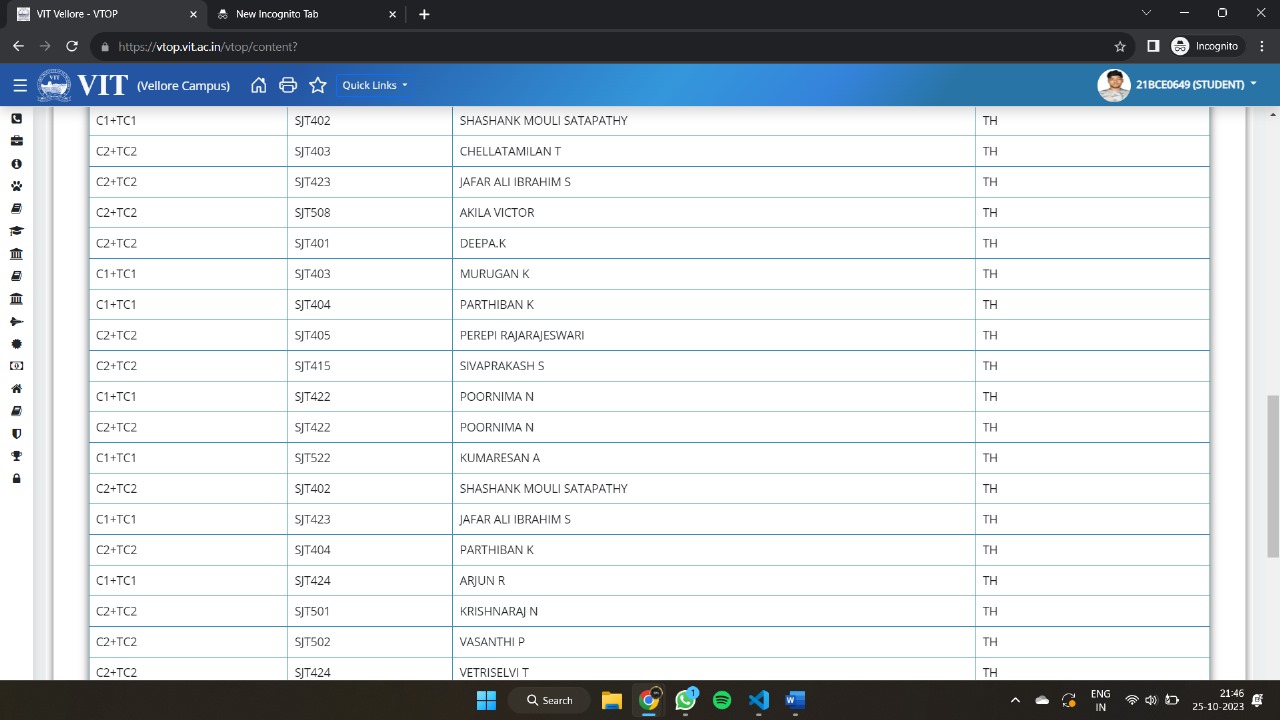 VIT Vellore - VTOP
New Incognito Tab
https://vtop.vit.ac.in/vtop/content?
Incognito
VIT (Vellore Campus)
Quick Links
21BCE0649 (STUDENT)
C1+TC1 SJT402 SHASHANK MOULI SATAPATHY TH
C2+TC2 SJT403 CHELLATAMILAN T TH
C2+TC2 SJT423 JAFAR ALI IBRAHIM S TH
C2+TC2 SJT508 AKILA VICTOR TH
C2+TC2 SJT401 DEEPA.K TH
C1+TC1 SJT403 MURUGAN K TH
C1+TC1 SJT404 PARTHIBAN K TH
C2+TC2 SJT405 PEREPI RAJARAJESWARI TH
C2+TC2 SJT415 SIVAPRAKASH S TH
C1+TC1 SJT422 POORNIMA N TH
C2+TC2 SJT422 POORNIMA N TH
C1+TC1 SJT522 KUMARESAN A TH
C2+TC2 SJT402 SHASHANK MOULI SATAPATHY TH
C1+TC1 SJT423 JAFAR ALI IBRAHIM S TH
C2+TC2 SJT404 PARTHIBAN K TH
C1+TC1 SJT424 ARJUN R TH
C2+TC2 SJT501 KRISHNARAJ N TH
C2+TC2 SJT502 VASANTHI P TH
C2+TC2 SJT424 VETRISELVI T TH
Search
1
ENG
IN
21:46
25-10-2023